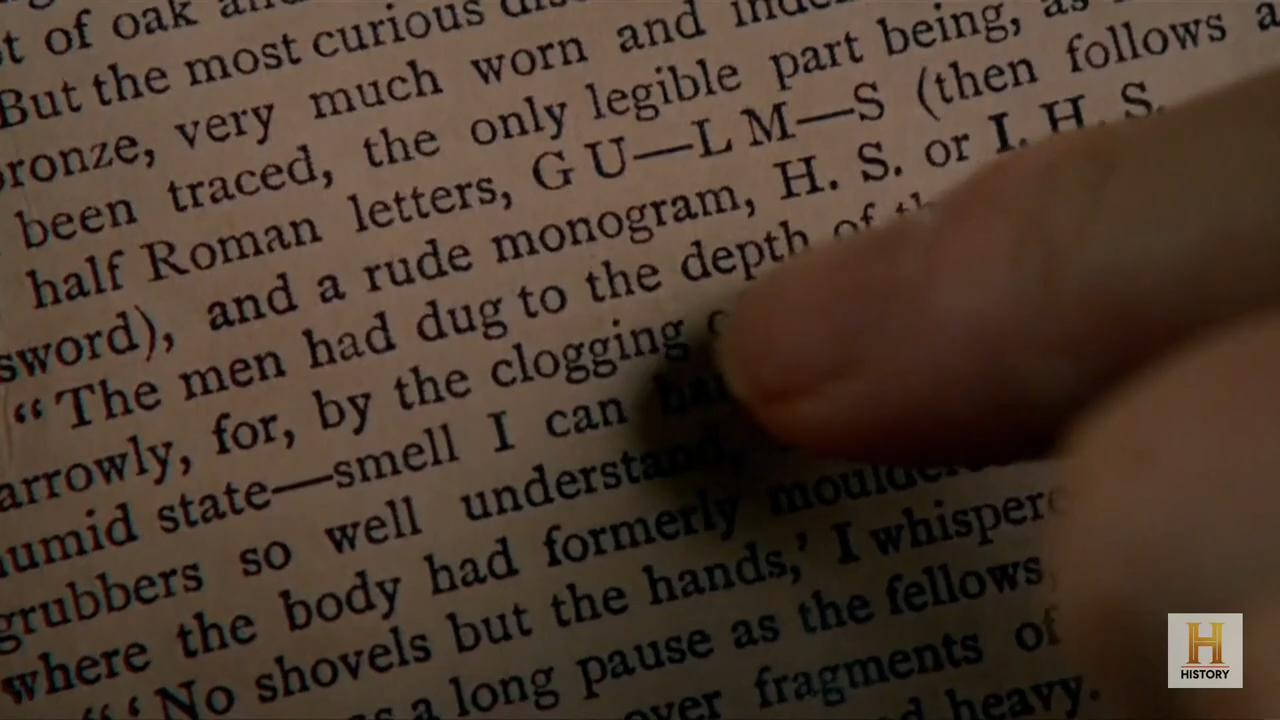 t of oak
But the most curious
bronze, very much worn and
been traced, the only legible part being, as
half Roman letters, G U—L M—S (then follows a
sword), and a rude monogram, H. S. or I. H. S.
“The men had dug to the depth of
arrowly, for, by the clogging
umid state—smell I can
grubbers so well understand,
where the body had formerly
“‘No shovels but the hands,’ I whisper
a long pause as the fellows
over fragments of
heavy.
H
HISTORY